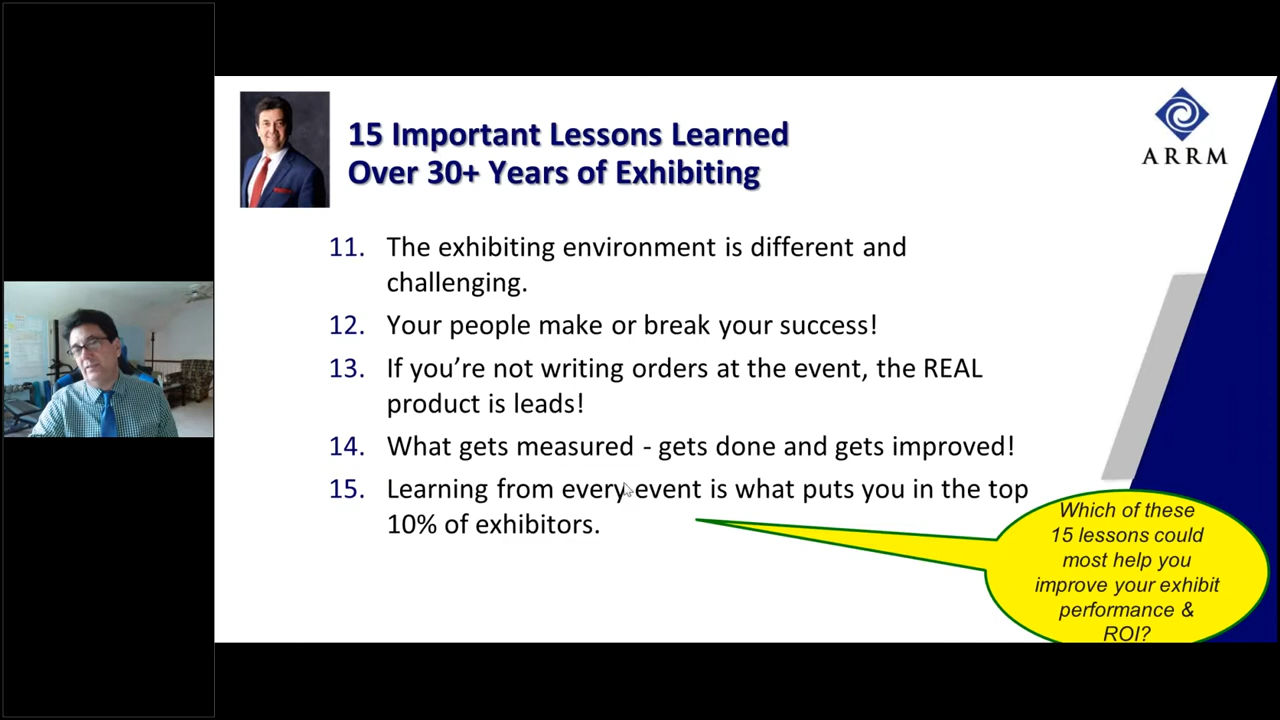 15 Important Lessons Learned
Over 30+ Years of Exhibiting
ARRM
11. The exhibiting environment is different and
challenging.
12. Your people make or break your success!
13. If you’re not writing orders at the event, the REAL
product is leads!
14. What gets measured - gets done and gets improved!
15. Learning from every event is what puts you in the top
10% of exhibitors.
Which of these
15 lessons could
most help you
improve your exhibit
performance &
ROI?